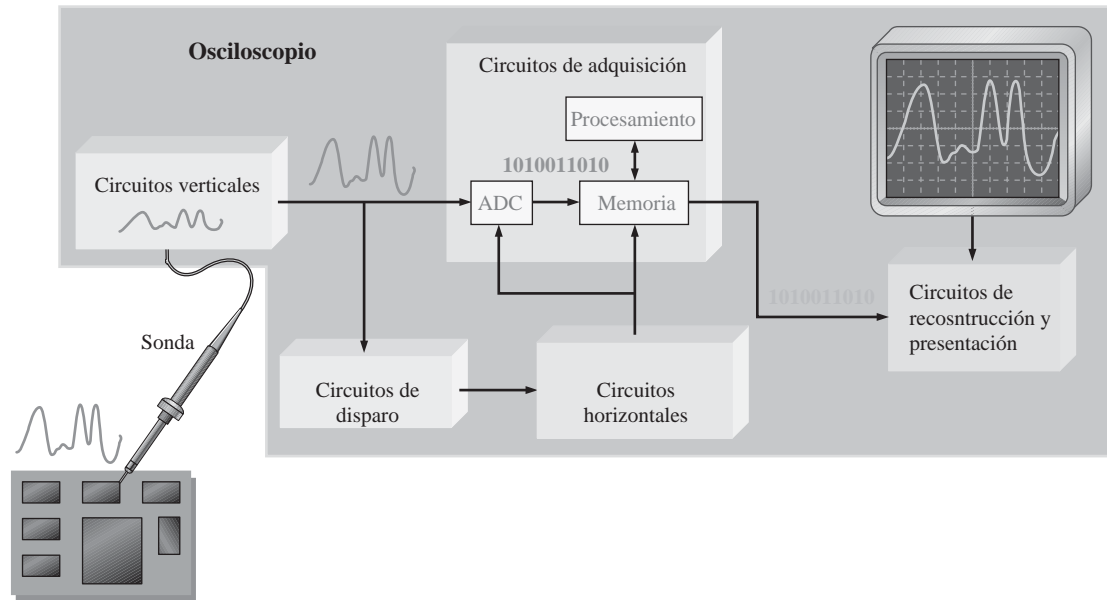 Osciloscopio
Circuitos de adquisición
Procesamiento
1010011010
Circuitos verticales
ADC
Memoria
1010011010
Circuitos de
recosntrucción y
presentación
Sonda
Circuitos de
disparo
Circuitos
horizontales